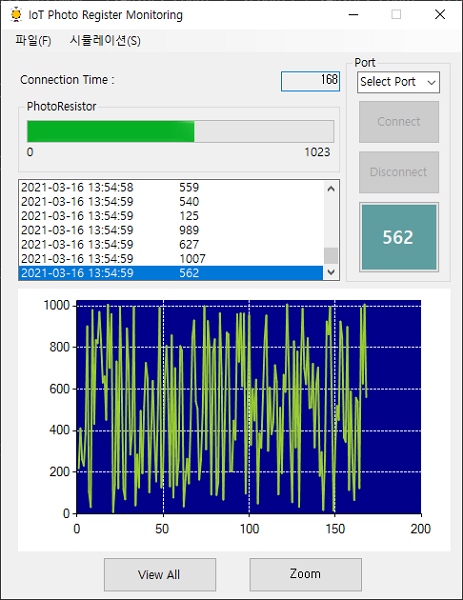 IoT Photo Register Monitoring
파일(F) 시뮬레이션(S)
Connection Time : 168
Port
Select Port
Connect
Disconnect
562
PhotoResistor
0 1023
2021-03-16 13:54:58 559
2021-03-16 13:54:59 540
2021-03-16 13:54:59 125
2021-03-16 13:54:59 989
2021-03-16 13:54:59 627
2021-03-16 13:54:59 1007
2021-03-16 13:54:59 562
1000
800
600
400
200
0
0 50 100 150 200
View All Zoom